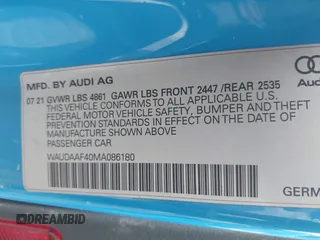 MFD. BY AUDI AG
07 21 GVWR LBS 4861 GAWR LBS FRONT 2447 / REAR 2535
THIS VEHICLE CONFORMS TO ALL APPLICABLE U.S.
FEDERAL MOTOR VEHICLE SAFETY, BUMPER, AND
THEFT PREVENTION STANDARDS IN EFFECT ON THE DATE OF
MANUFACTURE SHOWN ABOVE
PASSENGER CAR
WAUDAAF40MA086180
Au
GERM
DREAMBID